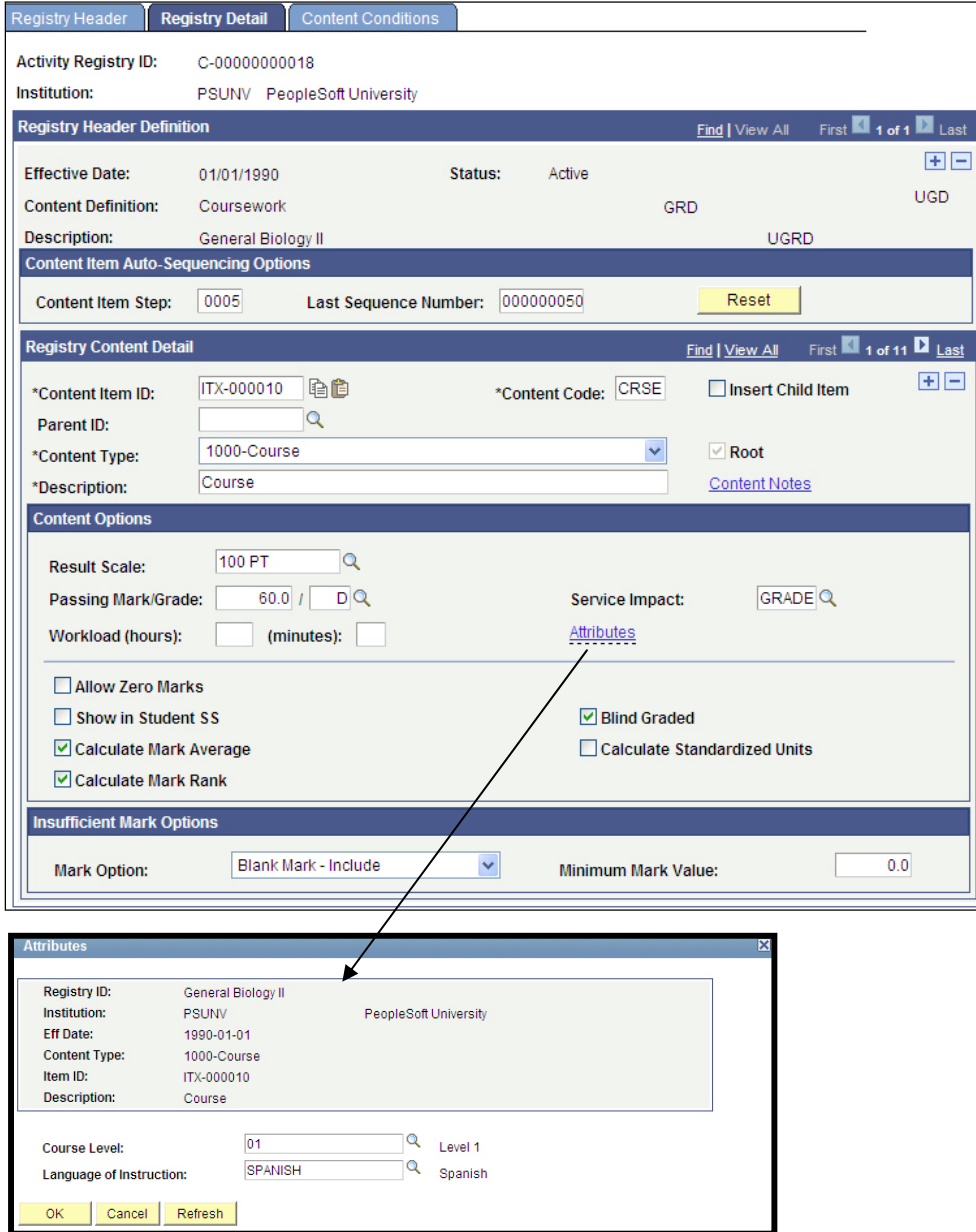 Registry Header Registry Detail Content Conditions
Activity Registry ID: C-00000000018
Institution: PSUNV PeopleSoft University
Registry Header Definition Find | View All First 1 of 1 Last
Effective Date: 01/01/1990 Status: Active
Content Definition: Coursework GRD UGD
Description: General Biology II UGRD
Content Item Auto-Sequencing Options
Content Item Step: 0005 Last Sequence Number: 000000050 Reset
Registry Content Detail Find | View All First 1 of 11 Last
*Content Item ID: ITX-000010 *Content Code: CRSE Insert Child Item
Parent ID:
*Content Type: 1000-Course Root
*Description: Course Content Notes
Content Options
Result Scale: 100 PT
Passing Mark/Grade: 60.0 / D Service Impact: GRADE
Workload (hours): (minutes): Attributes
Allow Zero Marks
Show in Student SS Blind Graded
Calculate Mark Average Calculate Standardized Units
Calculate Mark Rank
Insufficient Mark Options
Mark Option: Blank Mark - Include Minimum Mark Value: 0.0
Attributes
Registry ID: General Biology II
Institution: PSUNV PeopleSoft University
Eff Date: 1990-01-01
Content Type: 1000-Course
Item ID: ITX-000010
Description: Course
Course Level: 01 Level 1
Language of Instruction: SPANISH Spanish
OK Cancel Refresh